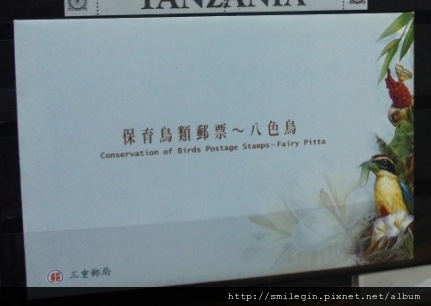 TANZANIA
保育鳥類郵票～八色鳥
Conservation of Birds Postage Stamps~Fairy Pitta
郵 三重郵局
http://smilegin.pixnet.net/album